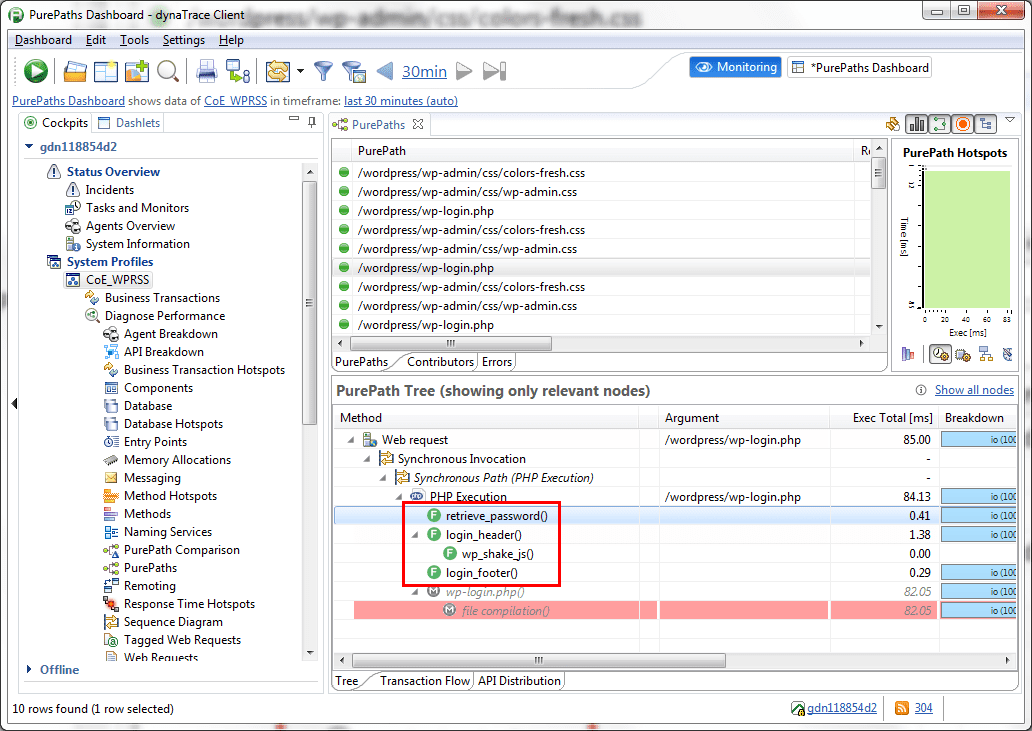 /wordpress/wp-admin/css/colors-fresh.css
PurePaths Dashboard - dynaTrace Client
Dashboard Edit Tools Settings Help
30min
Monitoring
*PurePaths Dashboard
PurePaths Dashboard shows data of CoE_WPRSS in timeframe: last 30 minutes (auto)
Cockpits Dashlets
gdn118854d2
Status Overview
Incidents
Tasks and Monitors
Agents Overview
System Information
System Profiles
CoE_WPRSS
Business Transactions
Diagnose Performance
Agent Breakdown
API Breakdown
Business Transaction Hotspots
Components
Database
Database Hotspots
Entry Points
Memory Allocations
Messaging
Method Hotspots
Methods
Naming Services
PurePath Comparison
PurePaths
Remoting
Response Time Hotspots
Sequence Diagram
Tagged Web Requests
Web Requests
Offline
PurePaths
PurePath
/wordpress/wp-admin/css/colors-fresh.css
/wordpress/wp-admin/css/wp-admin.css
/wordpress/wp-login.php
/wordpress/wp-admin/css/colors-fresh.css
/wordpress/wp-admin/css/wp-admin.css
/wordpress/wp-login.php
/wordpress/wp-admin/css/colors-fresh.css
/wordpress/wp-admin/css/wp-admin.css
/wordpress/wp-login.php
PurePaths Contributors Errors
PurePath Hotspots
Time [ms]
0 20 40 60 83
Exec [ms]
PurePath Tree (showing only relevant nodes)
Show all nodes
Method Argument Exec Total [ms] Breakdown
Web request /wordpress/wp-login.php 85.00 io (100
Synchronous Invocation -
Synchronous Path (PHP Execution) -
PHP Execution /wordpress/wp-login.php 84.13 io (100
F retrieve_password() 0.41 io (100
F login_header() 1.38 io (100
F wp_shake_js() 0.00
F login_footer() 0.29 io (100
M wp-login.php() 82.05 io (100
M file compilation() 82.05 io (100
Tree Transaction Flow API Distribution
10 rows found (1 row selected)
gdn118854d2
304